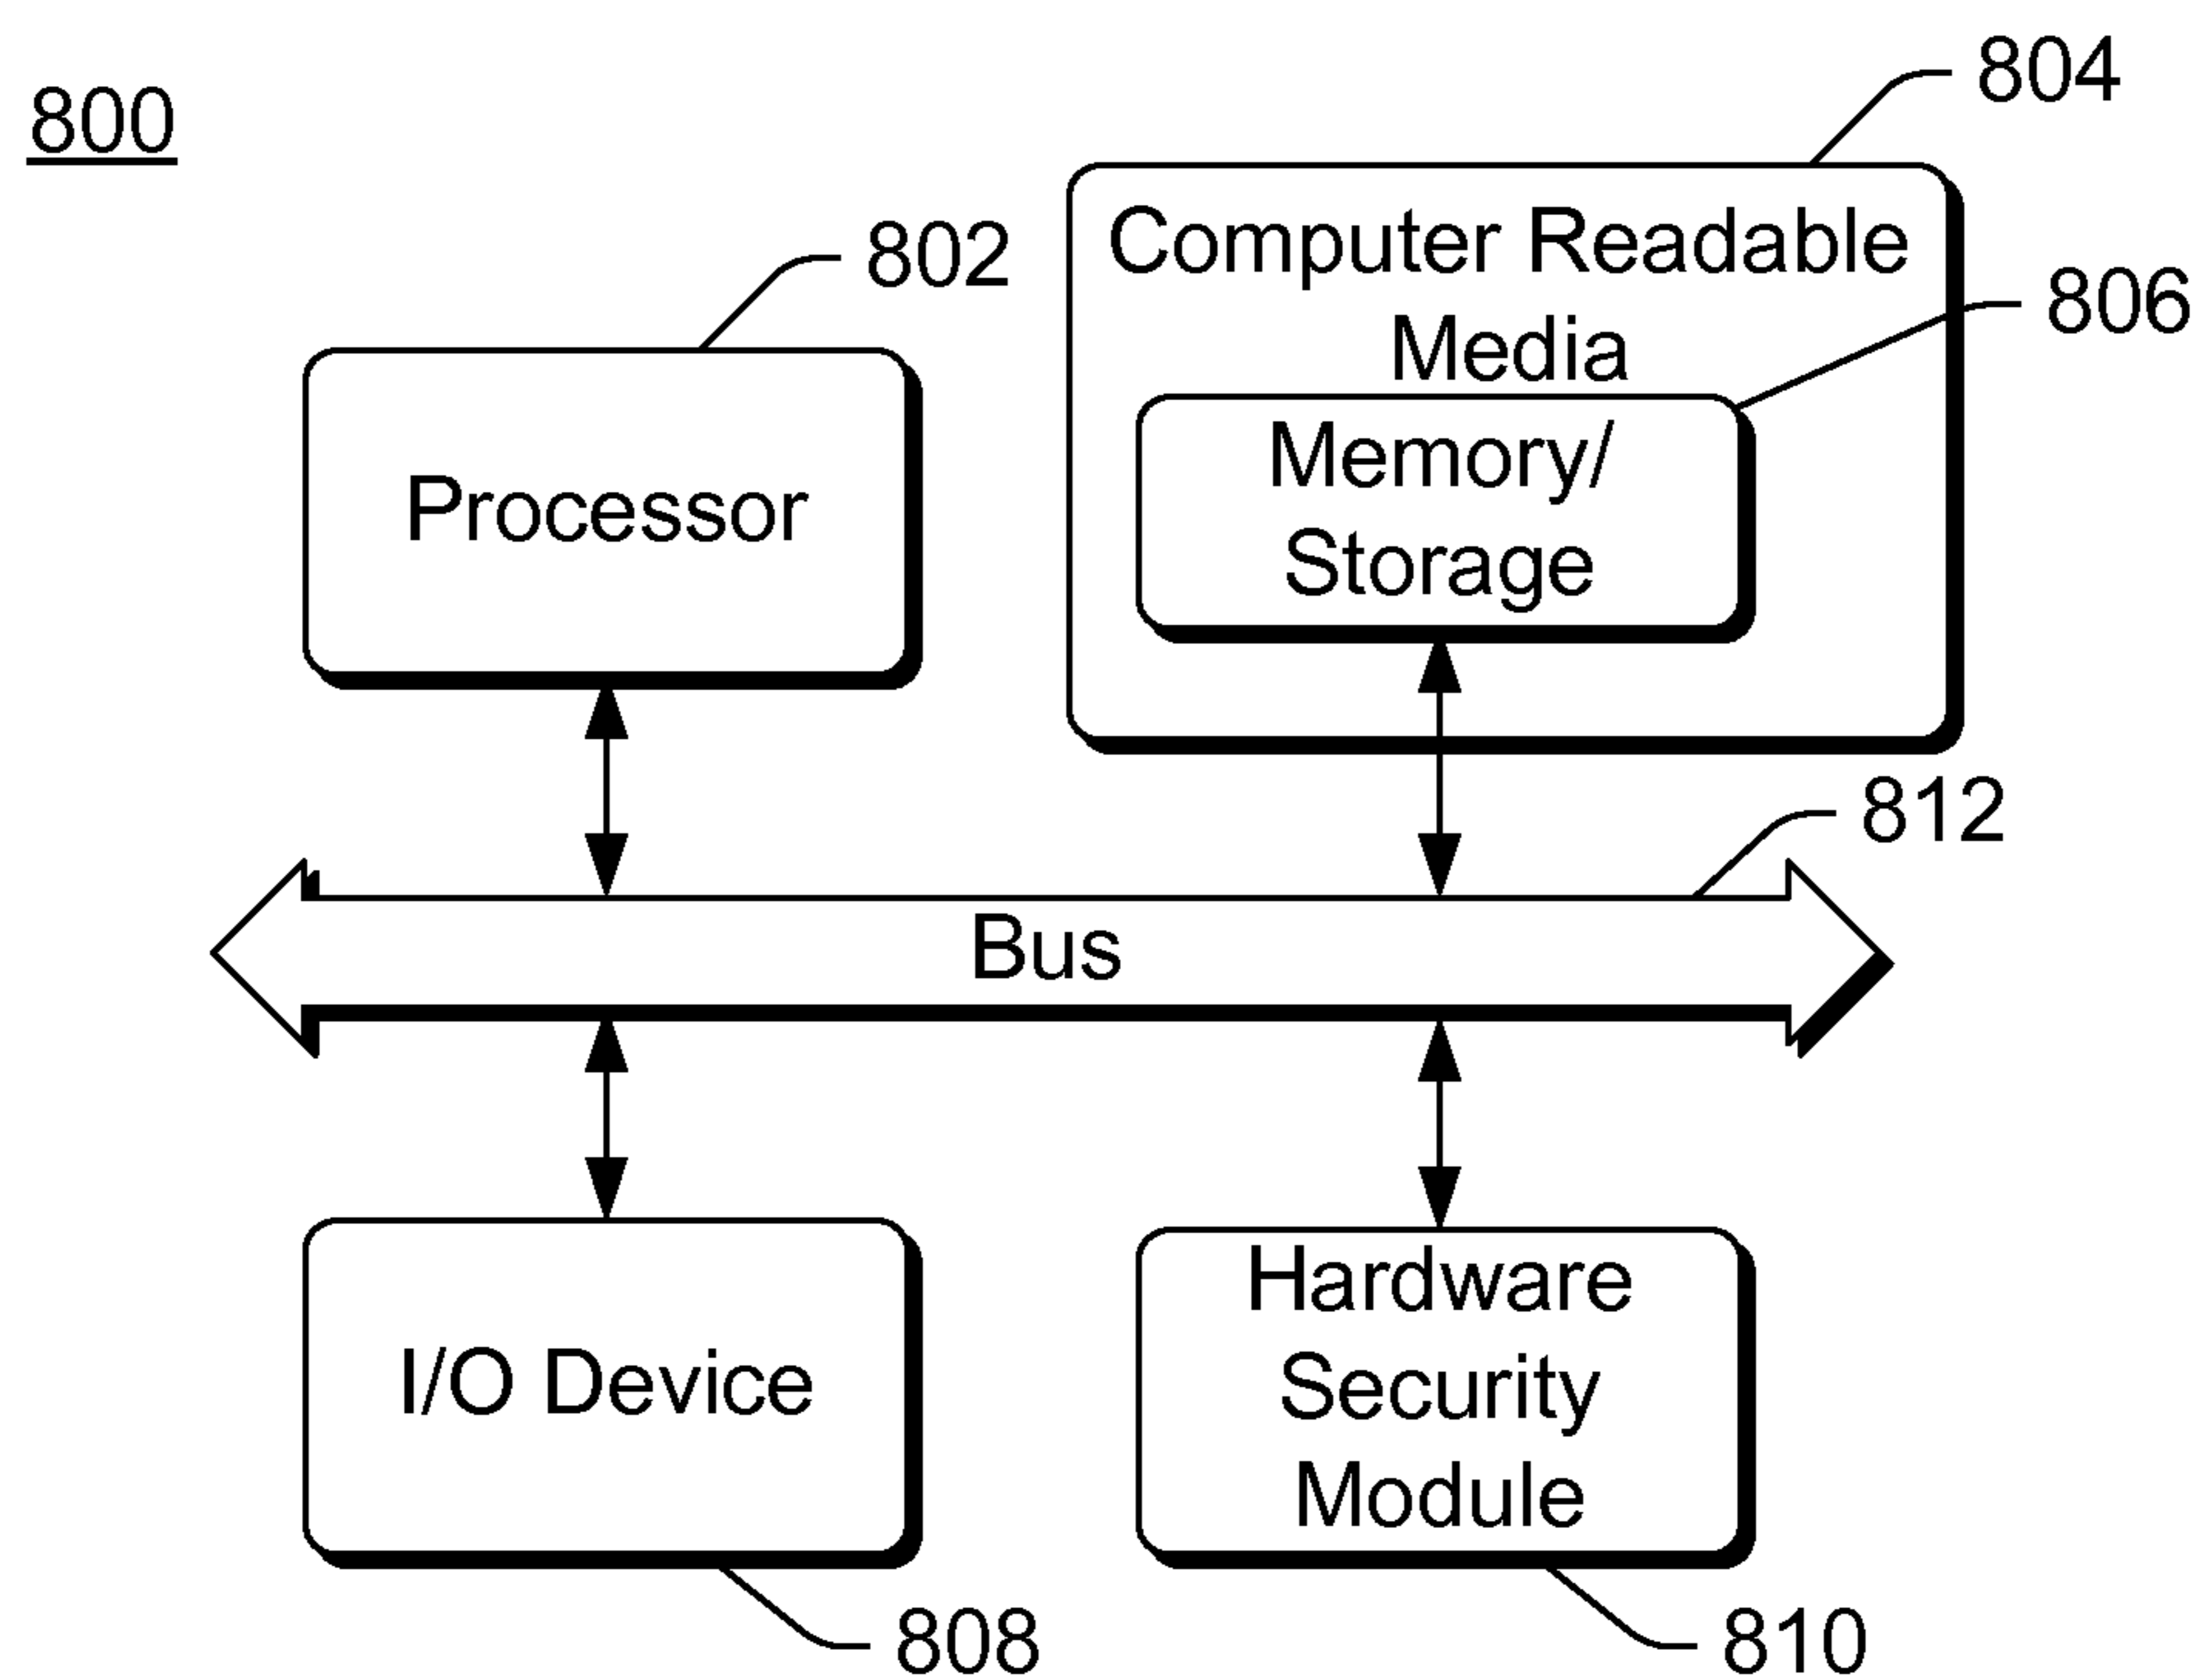 800
804
802
Computer Readable
Media
806
Memory/
Storage
Processor
812
Bus
I/O Device
Hardware
Security
Module
808
810